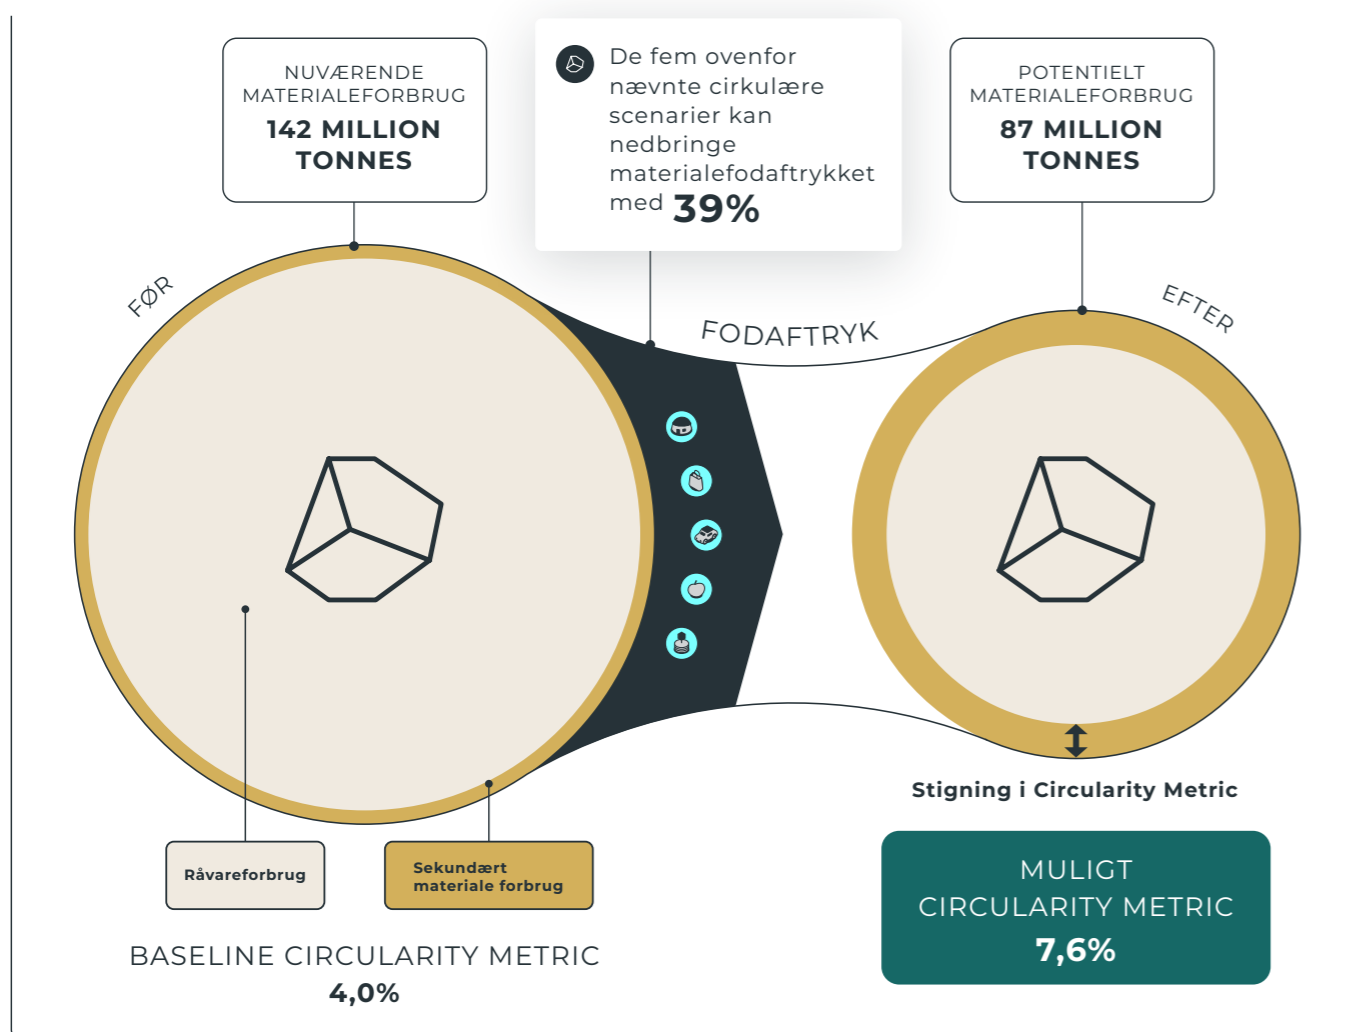 NUVÆRENDE
MATERIALEFORBRUG
142 MILLION
TONNES
De fem ovenfor
nævnte cirkulære
scenarier kan
nedbringe
materialefodaftrykket
med 39%
POTENTIELT
MATERIALEFORBRUG
87 MILLION
TONNES
FØR
FODAFTRYK
EFTER
Stigning i Circularity Metric
Råvareforbrug
Sekundært
materiale forbrug
MULIGT
CIRCULARITY METRIC
7,6%
BASELINE CIRCULARITY METRIC
4,0%